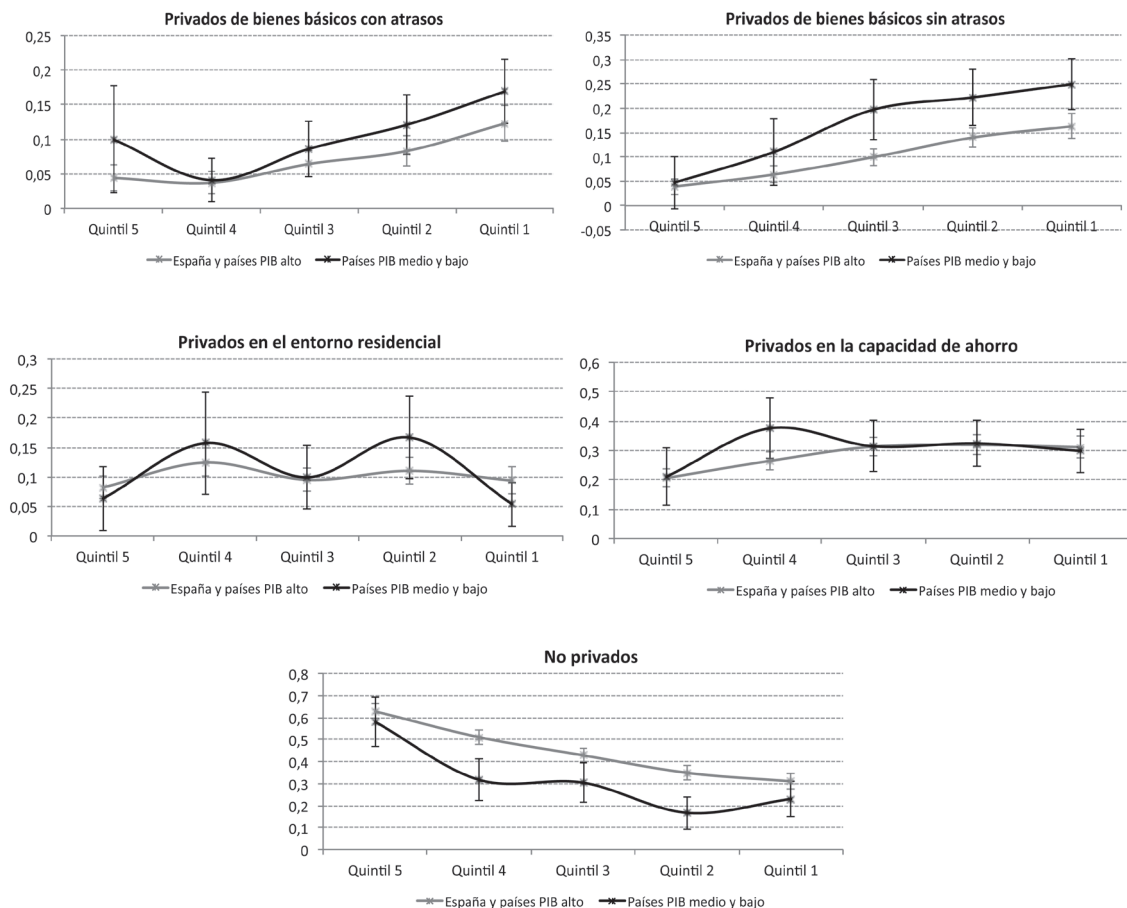 Privados de bienes básicos con atrasos
0,25
0,2
0,15
0,1
0,05
0
Quintil 5 Quintil 4 Quintil 3 Quintil 2 Quintil 1
España y países PIB alto Países PIB medio y bajo
Privados de bienes básicos sin atrasos
0,35
0,3
0,25
0,2
0,15
0,1
0,05
0
-0,05
Quintil 5 Quintil 4 Quintil 3 Quintil 2 Quintil 1
España y países PIB alto Países PIB medio y bajo
Privados en el entorno residencial
0,3
0,25
0,2
0,15
0,1
0,05
0
Quintil 5 Quintil 4 Quintil 3 Quintil 2 Quintil 1
España y países PIB alto Países PIB medio y bajo
Privados en la capacidad de ahorro
0,6
0,5
0,4
0,3
0,2
0,1
0
Quintil 5 Quintil 4 Quintil 3 Quintil 2 Quintil 1
España y países PIB alto Países PIB medio y bajo
No privados
0,8
0,7
0,6
0,5
0,4
0,3
0,2
0,1
0
Quintil 5 Quintil 4 Quintil 3 Quintil 2 Quintil 1
España y países PIB alto Países PIB medio y bajo